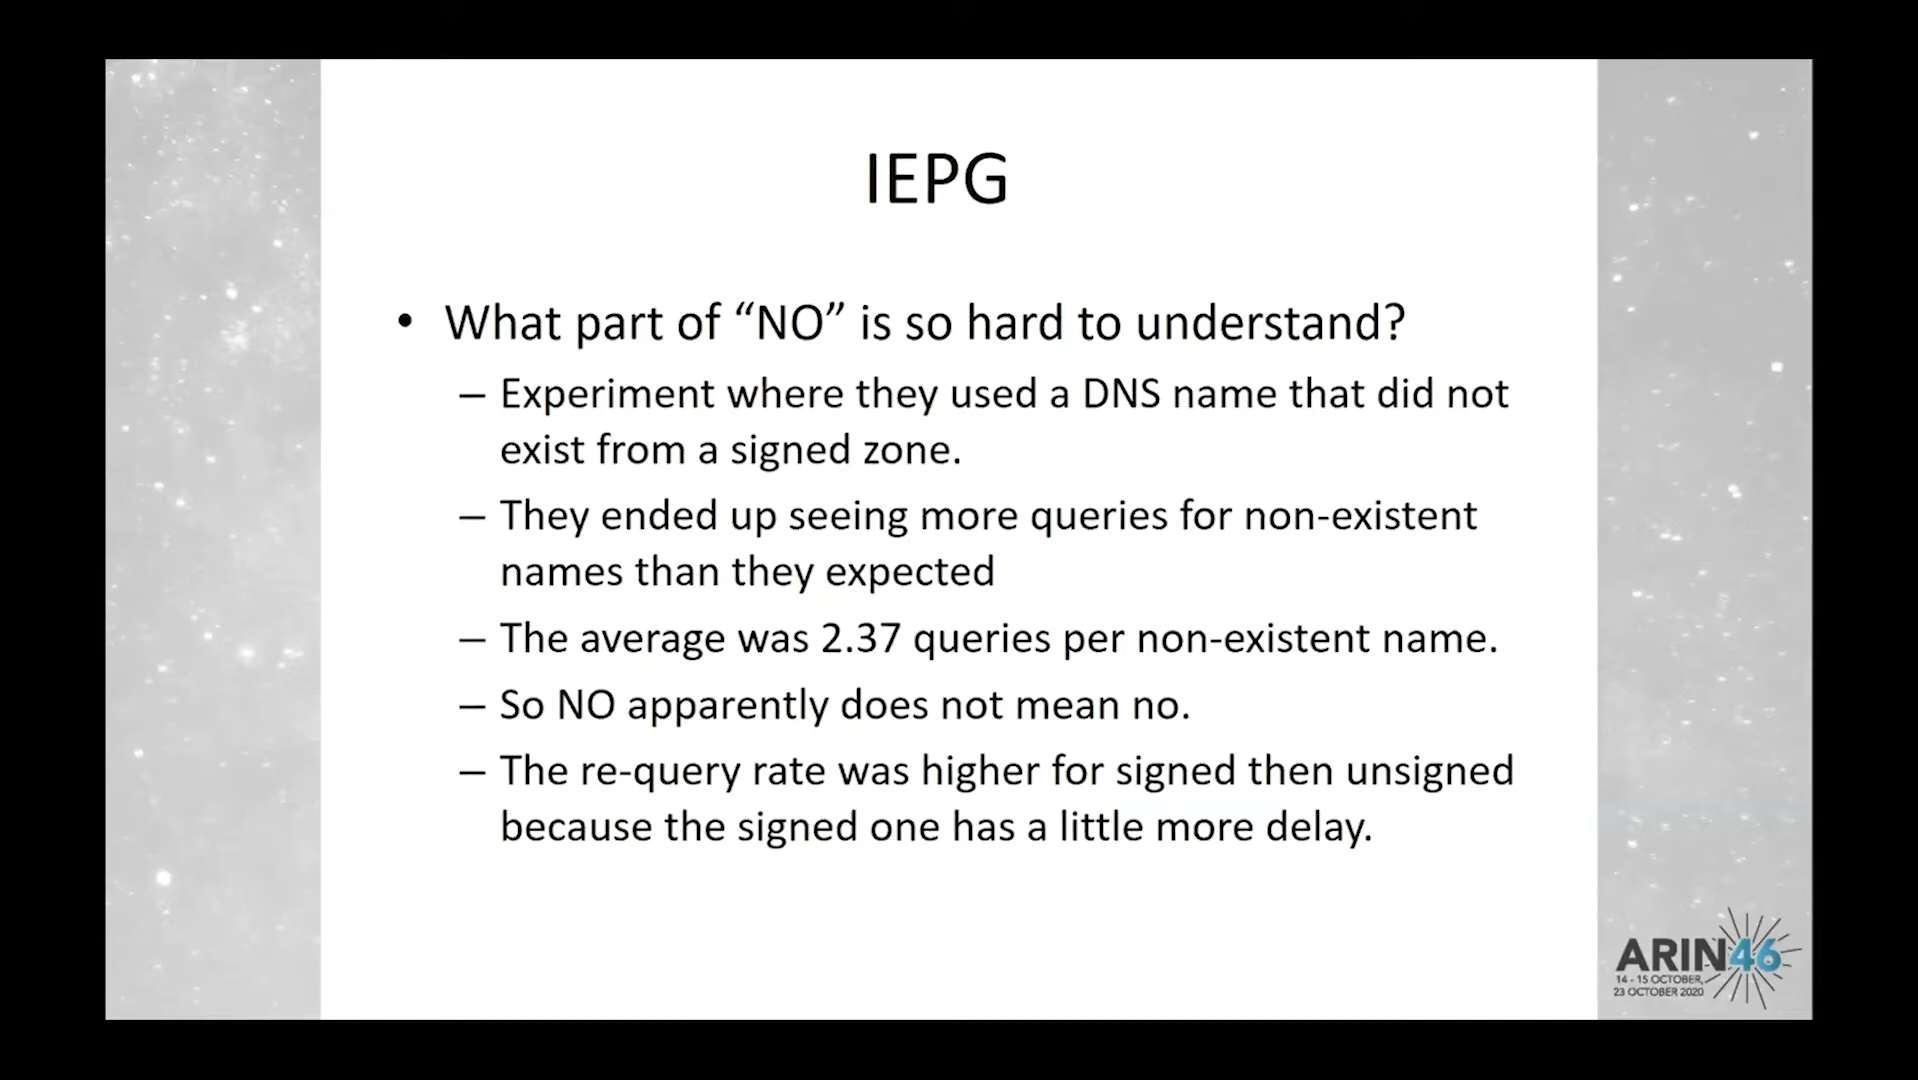 IEPG
• What part of “NO” is so hard to understand?
– Experiment where they used a DNS name that did not
exist from a signed zone.
– They ended up seeing more queries for non-existent
names than they expected
– The average was 2.37 queries per non-existent name.
– So NO apparently does not mean no.
– The re-query rate was higher for signed then unsigned
because the signed one has a little more delay.
ARIN46
14 - 15 OCTOBER,
23 OCTOBER 2020